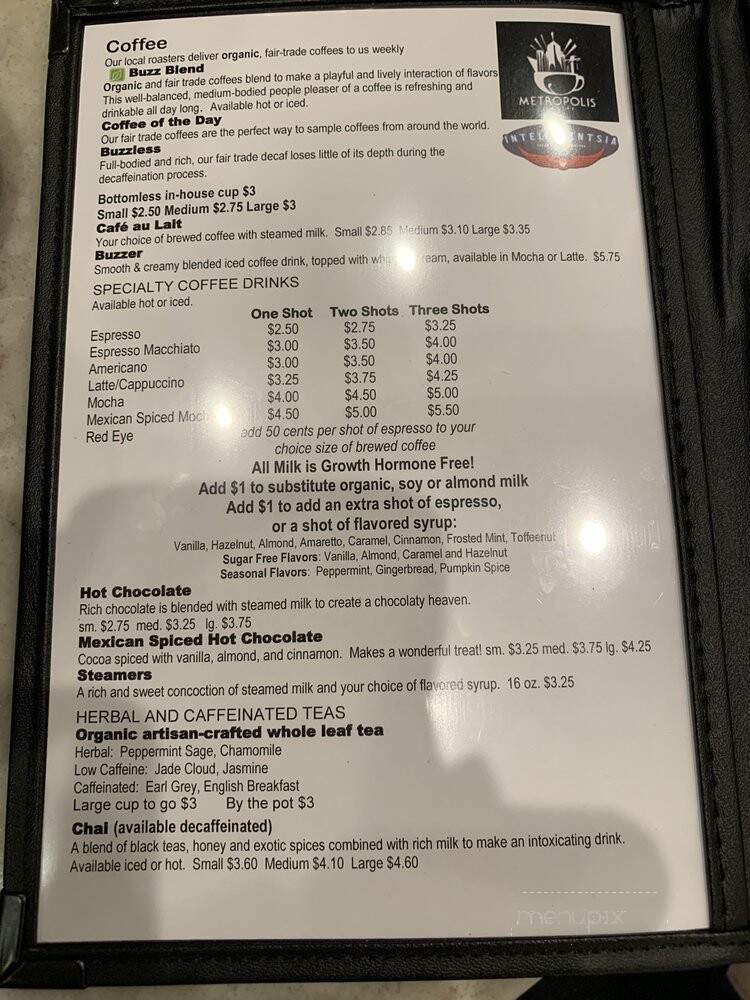 Coffee
Our local roasters deliver organic, fair-trade coffees to us weekly
Buzz Blend
Organic and fair trade coffees blend to make a playful and lively interaction of flavors
This well-balanced, medium-bodied people pleaser of a coffee is refreshing and
drinkable all day long. Available hot or iced.
Coffee of the Day
Our fair trade coffees are the perfect way to sample coffees from around the world.
Buzzless
Full-bodied and rich, our fair trade decaf loses little of its depth during the
decaffeination process.
METROPOLIS
Bottomless in-house cup $3
Small $2.50 Medium $2.75 Large $3
Café au Lait
Your choice of brewed coffee with steamed milk. Small $2.85 Medium $3.10 Large $3.35
Buzzer
Smooth & creamy blended iced coffee drink, topped with available in Mocha or Latte. $5.75
SPECIALTY COFFEE DRINKS
Available hot or iced.
One Shot Two Shots Three Shots
Espresso $2.50 $2.75 $3.25
Espresso Macchiato $3.00 $3.50 $4.00
Americano $3.00 $3.50 $4.00
Latte/Cappuccino $3.25 $3.75 $4.25
Mocha $4.00 $4.50 $5.00
Mexican Spiced Mocha $4.50 $5.00 $5.50
Red Eye add 50 cents per shot of espresso to your
choice size of brewed coffee
All Milk is Growth Hormone Free!
Add $1 to substitute organic, soy or almond milk
Add $1 to add an extra shot of espresso,
or a shot of flavored syrup:
Vanilla, Hazelnut, Almond, Amaretto, Caramel, Cinnamon, Frosted Mint, Toffeenut
Sugar Free Flavors: Vanilla, Almond, Caramel and Hazelnut
Seasonal Flavors: Peppermint, Gingerbread, Pumpkin Spice
Hot Chocolate
Rich chocolate is blended with steamed milk to create a chocolaty heaven.
sm. $2.75 med. $3.25 lg. $3.75
Mexican Spiced Hot Chocolate
Cocoa spiced with vanilla, almond, and cinnamon. Makes a wonderful treat! sm. $3.25 med. $3.75 lg. $4.25
Steamers
A rich and sweet concoction of steamed milk and your choice of flavored syrup. 16 oz. $3.25
HERBAL AND CAFFEINATED TEAS
Organic artisan-crafted whole leaf tea
Herbal: Peppermint Sage, Chamomile
Low Caffeine: Jade Cloud, Jasmine
Caffeinated: Earl Grey, English Breakfast
Large cup to go $3 By the pot $3
Chai (available decaffeinated)
A blend of black teas, honey and exotic spices combined with rich milk to make an intoxicating drink.
Available iced or hot. Small $3.60 Medium $4.10 Large $4.60
menupix